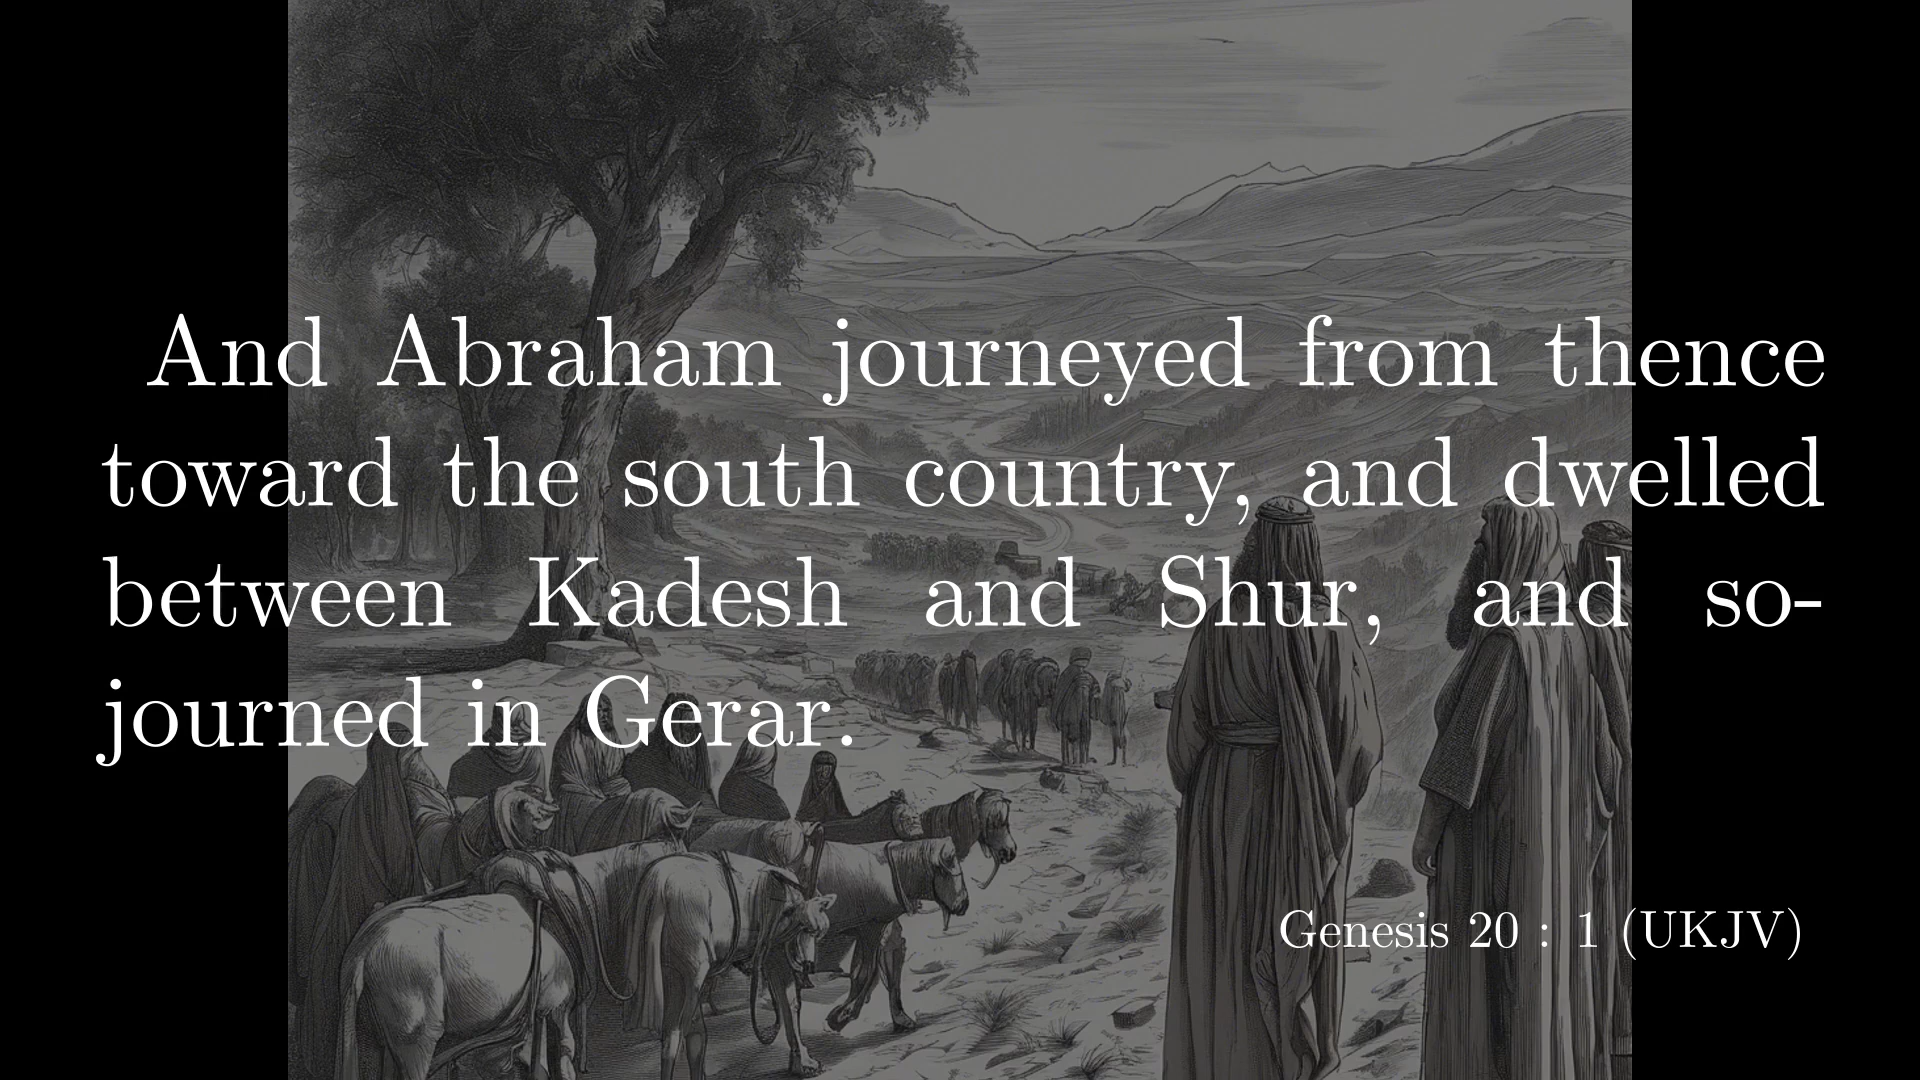 And Abraham journeyed from thence
toward the south country, and dwelled
between Kadesh and Shur, and so-
journed in Gerar.
Genesis 20 : 1 (UKJV)